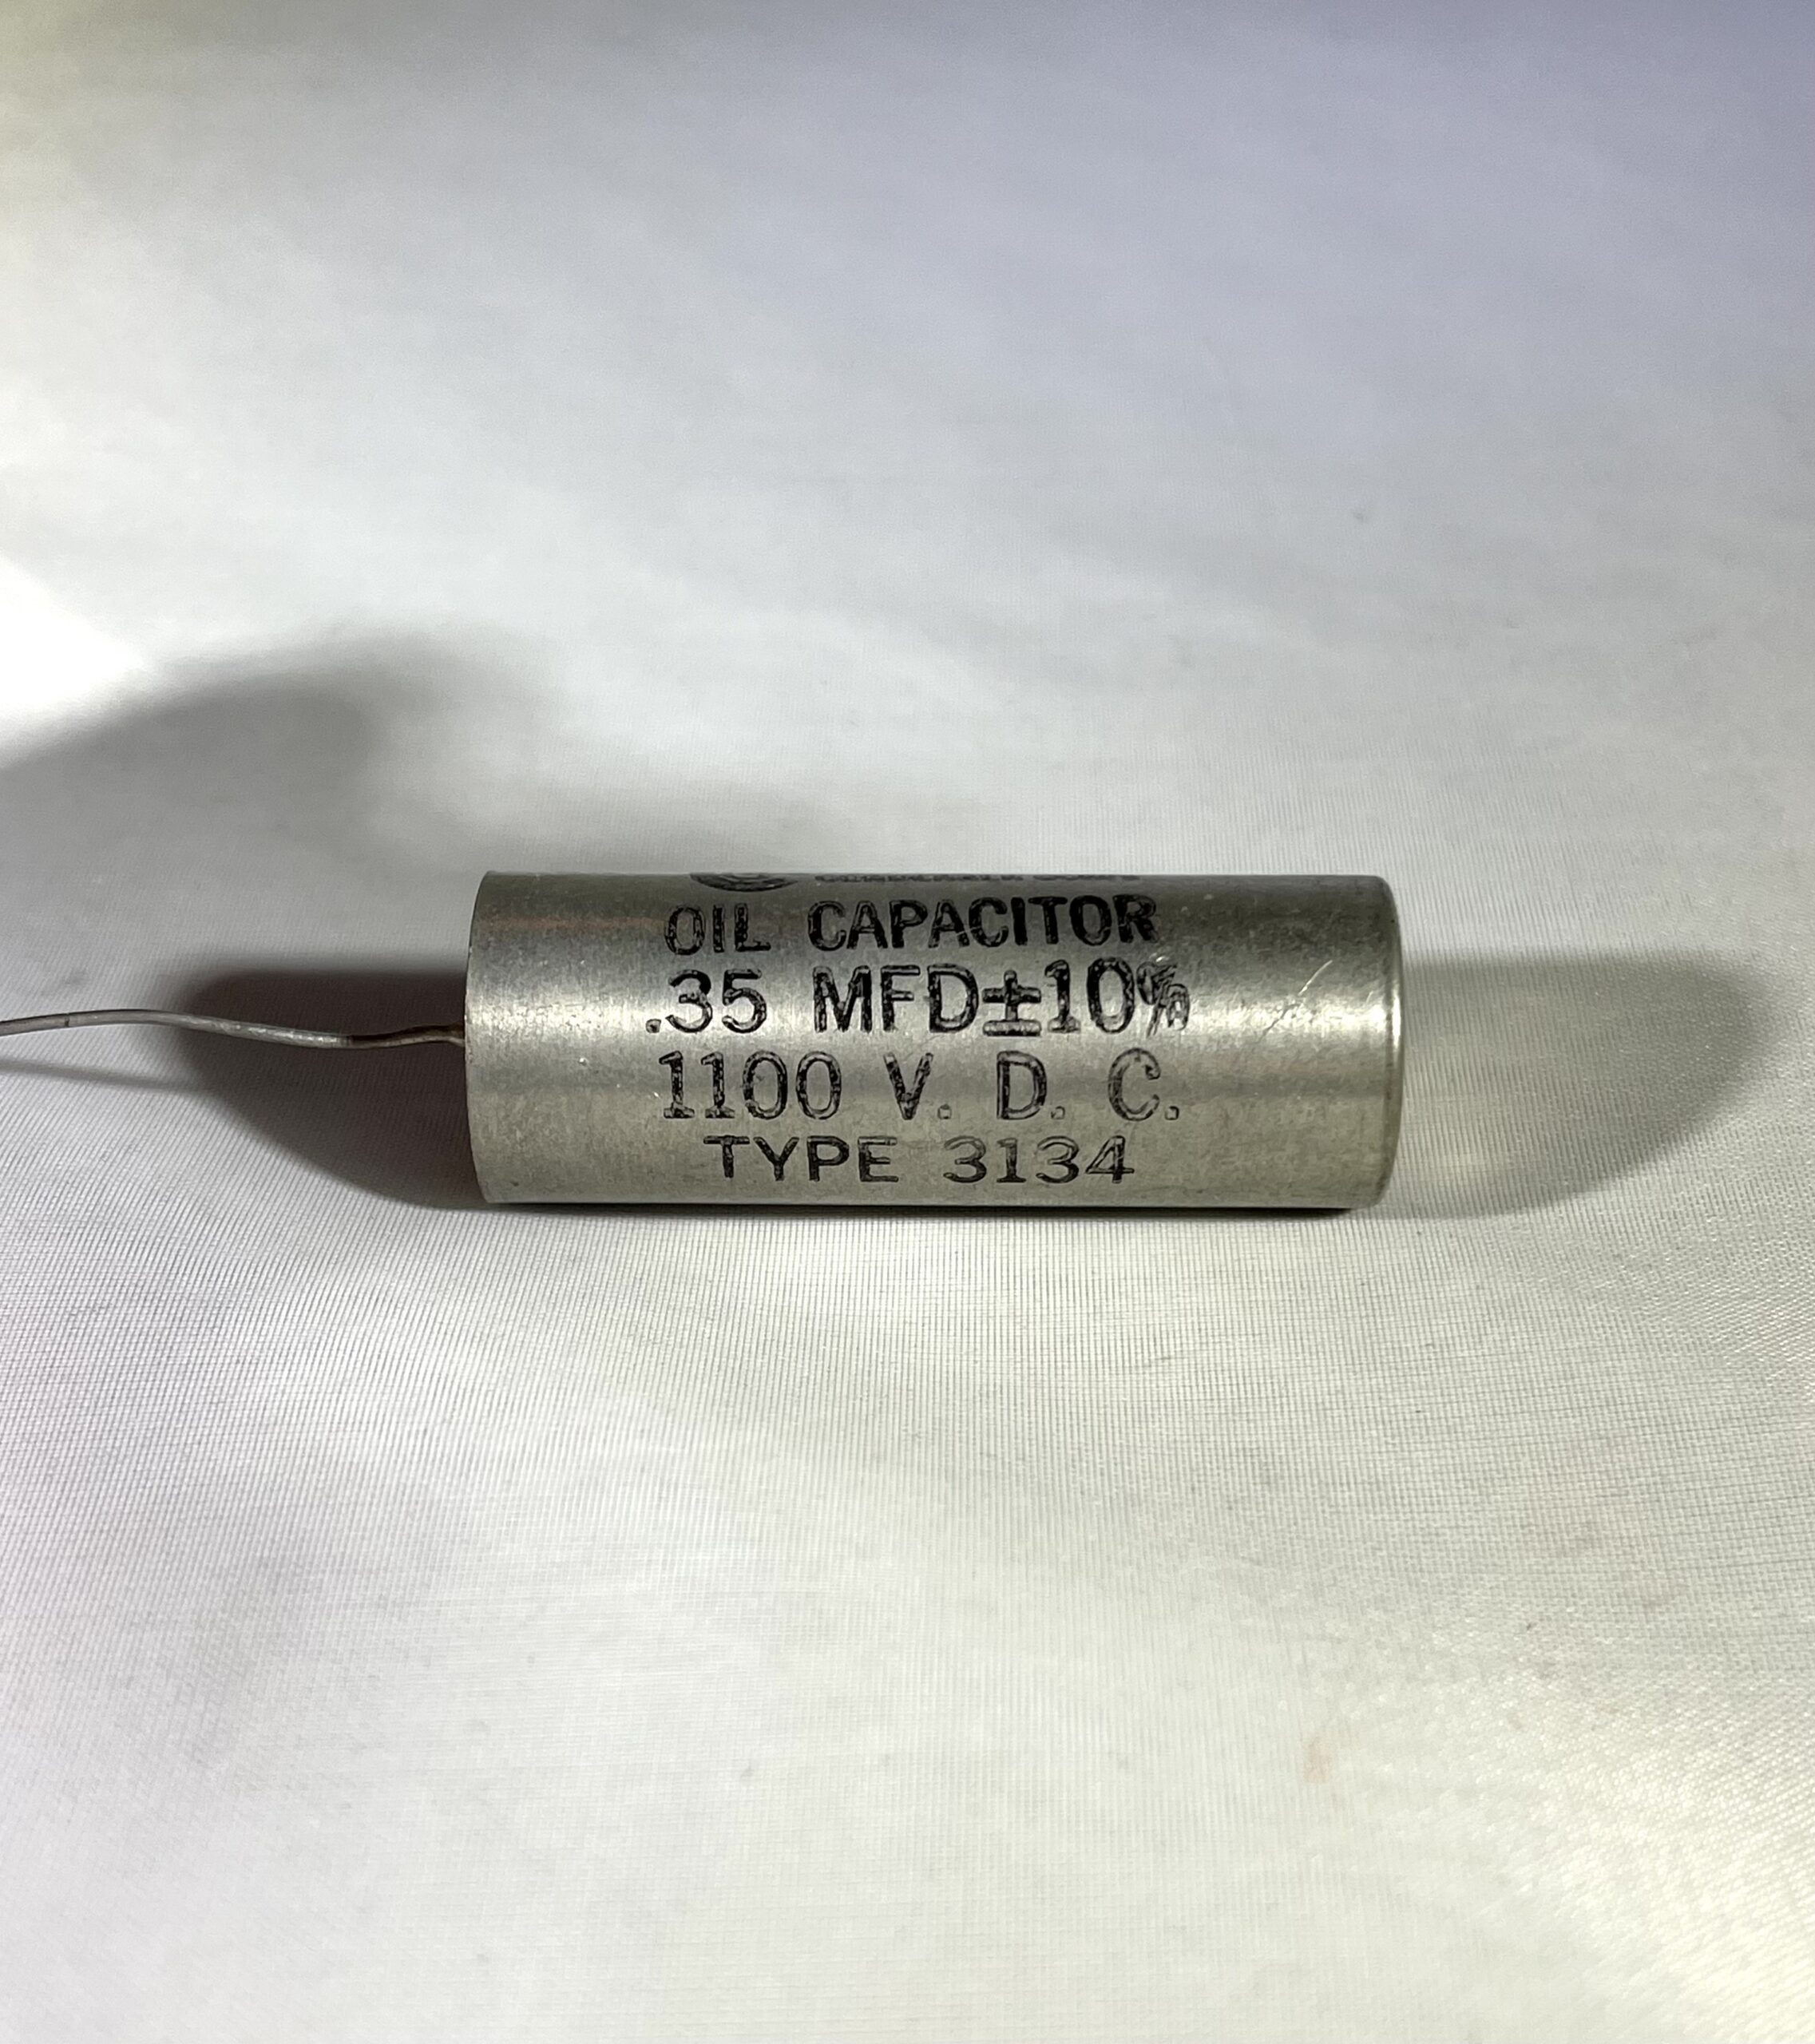 OIL CAPACITOR
.35 MFD±10%
1100 V. D. C.
TYPE 3134